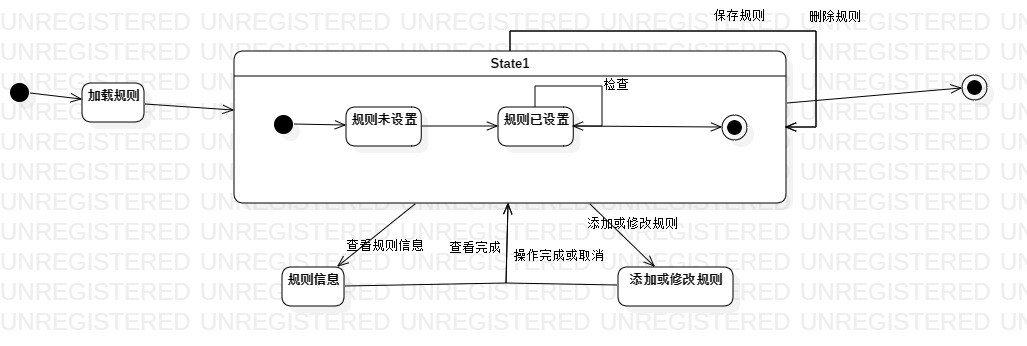 保存规则
删除规则
State1
加载规则
检查
规则未设置
规则已设置
查看规则信息
查看完成
操作完成或取消
添加或修改规则
规则信息
添加或修改规则
UNREGISTERED UNREGISTERED UNREGISTERED UNREGISTERED UNREGISTERED